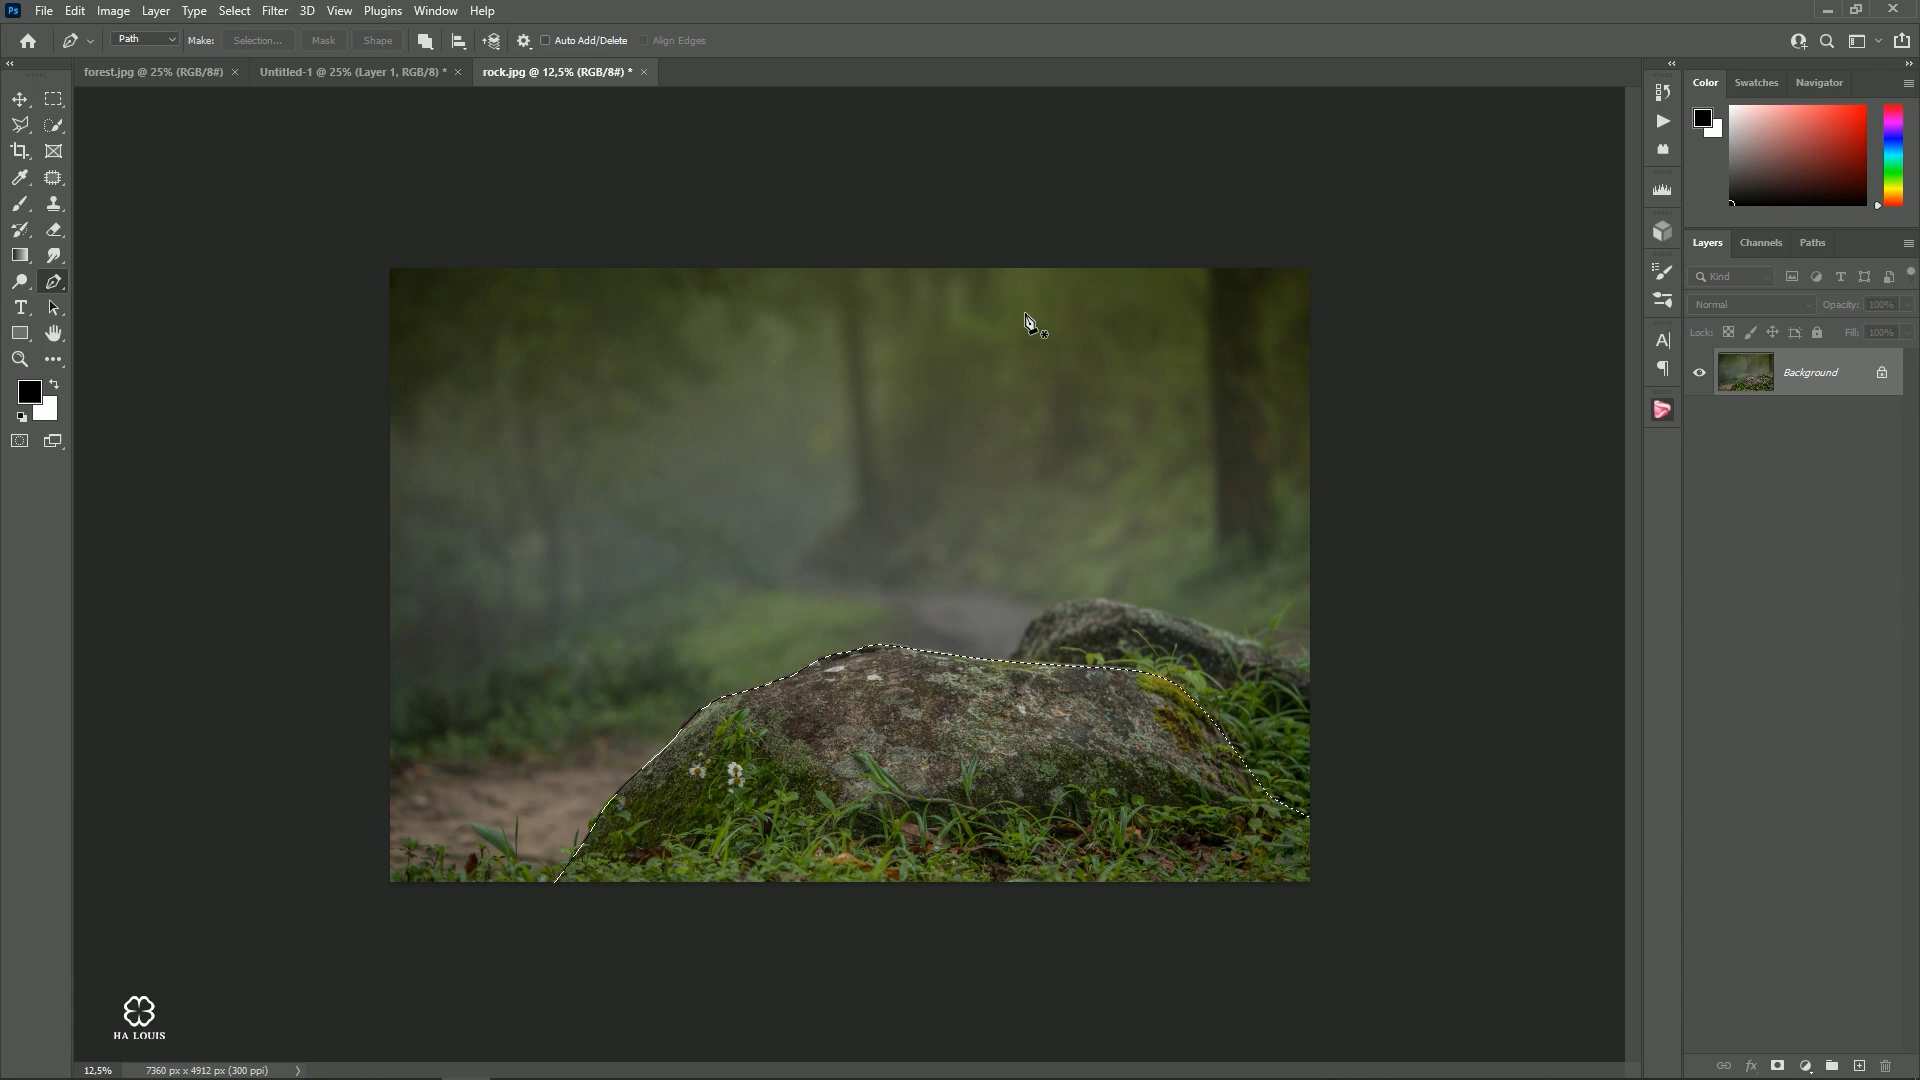 Ps File Edit Image Layer Type Select Filter 3D View Plugins Window Help
Path Make: Selection... Mask Shape Auto Add/Delete Align Edges
forest.jpg @ 25% (RGB/8#) × Untitled-1 @ 25% (Layer 1, RGB/8) * × rock.jpg @ 12,5% (RGB/8#) * ×
Color Swatches Navigator
Layers Channels Paths
Kind
Normal Opacity: 100%
Lock: Fill: 100%
Background
HA LOUIS
12,5% 7360 px x 4912 px (300 ppi)